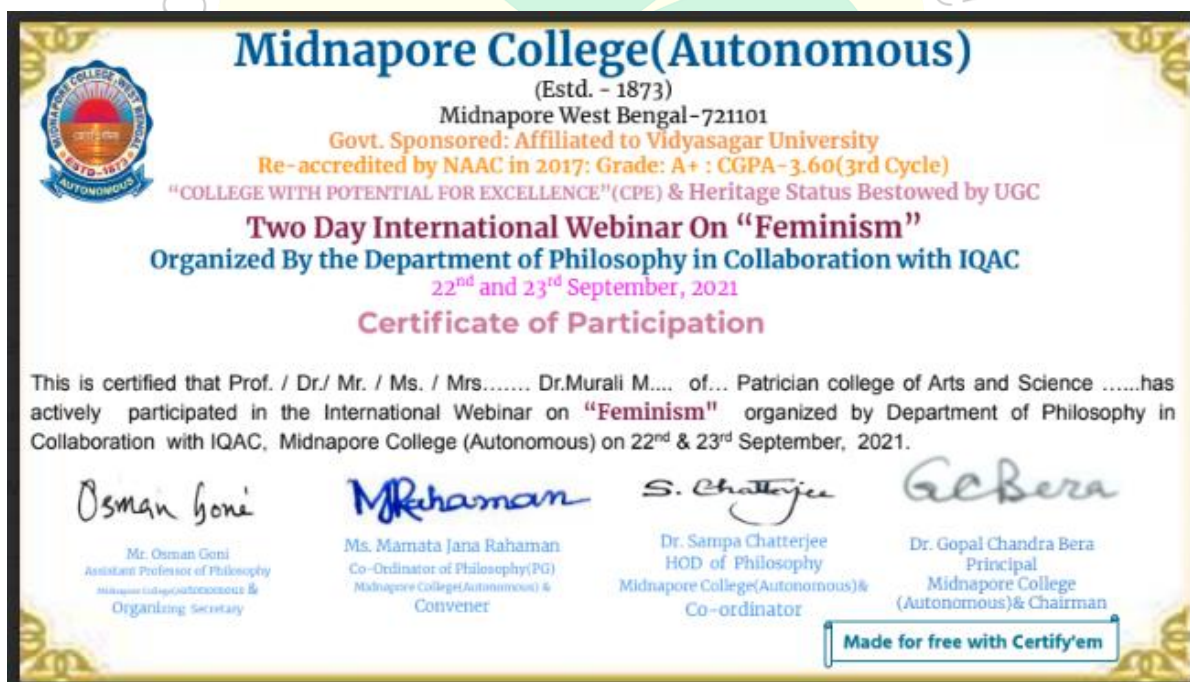 Midnapore College(Autonomous)
(Estd. - 1873)
Midnapore West Bengal-721101
Govt. Sponsored: Affiliated to Vidyasagar University
Re-accredited by NAAC in 2017: Grade: A+ : CGPA-3.60(3rd Cycle)
"COLLEGE WITH POTENTIAL FOR EXCELLENCE"(CPE) & Heritage Status Bestowed by UGC
MIDNAPORE COLLEGE, WEST BENGAL
ESTD-1873
AUTONOMOUS
Two Day International Webinar On “Feminism”
Organized By the Department of Philosophy in Collaboration with IQAC
22nd and 23rd September, 2021
Certificate of Participation
This is certified that Prof. / Dr./ Mr. / Ms. / Mrs....... Dr.Murali M.... of... Patrician college of Arts and Science ......has
actively participated in the International Webinar on “Feminism" organized by Department of Philosophy in
Collaboration with IQAC, Midnapore College (Autonomous) on 22nd & 23rd September, 2021.
Osman Goni
MRahaman
S. Chatterjee
GCBera
Mr. Osman Goni
Assistant Professor of Philosophy
Midnapore College(Autonomous) &
Organizing Secretary
Ms. Mamata Jana Rahaman
Co-Ordinator of Philosophy(PG)
Midnapore College(Autonomous) &
Convener
Dr. Sampa Chatterjee
HOD of Philosophy
Midnapore College(Autonomous)&
Co-ordinator
Dr. Gopal Chandra Bera
Principal
Midnapore College
(Autonomous)& Chairman
Made for free with Certify'em